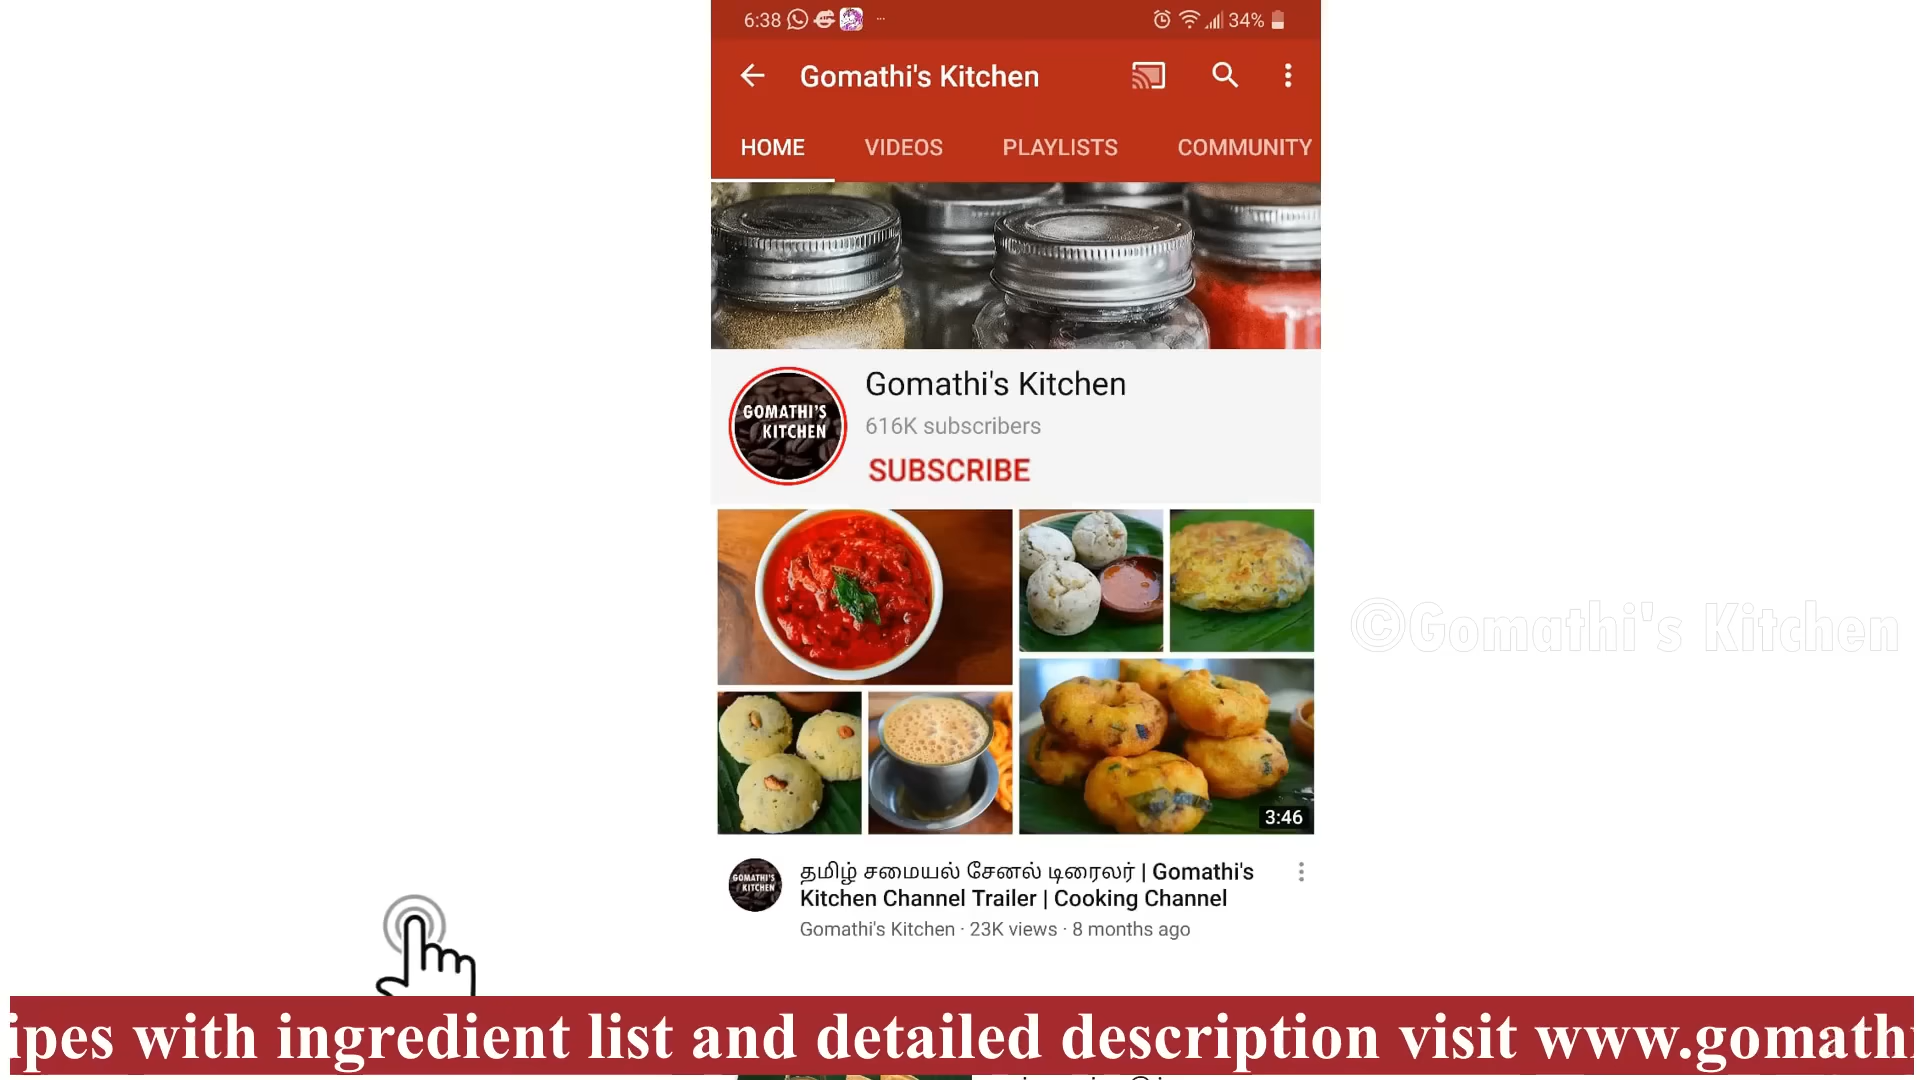 6:38
34%
Gomathi's Kitchen
HOME VIDEOS PLAYLISTS COMMUNITY
GOMATHI'S
KITCHEN
Gomathi's Kitchen
616K subscribers
SUBSCRIBE
©Gomathi's Kitchen
3:46
GOMATHI'S
KITCHEN
தமிழ் சமையல் சேனல் டிரைலர் | Gomathi's
Kitchen Channel Trailer | Cooking Channel
Gomathi's Kitchen · 23K views · 8 months ago
ipes with ingredient list and detailed description visit www.gomathi